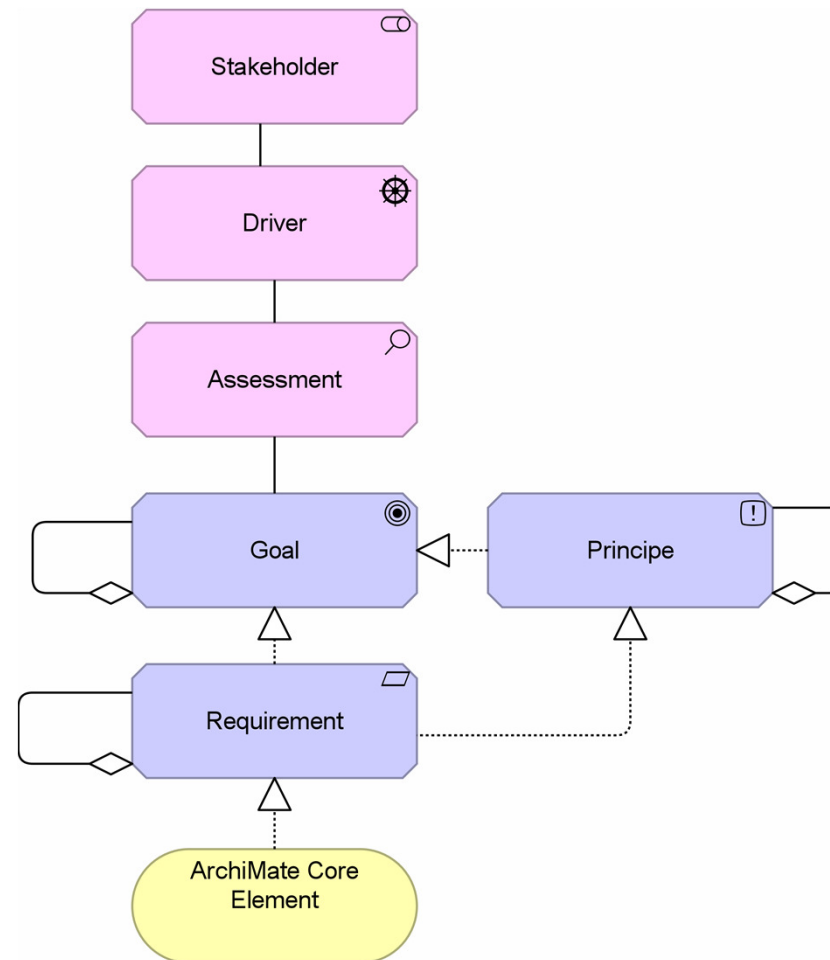 Stakeholder
Driver
Assessment
Goal
Principe
!
Requirement
ArchiMate Core
Element